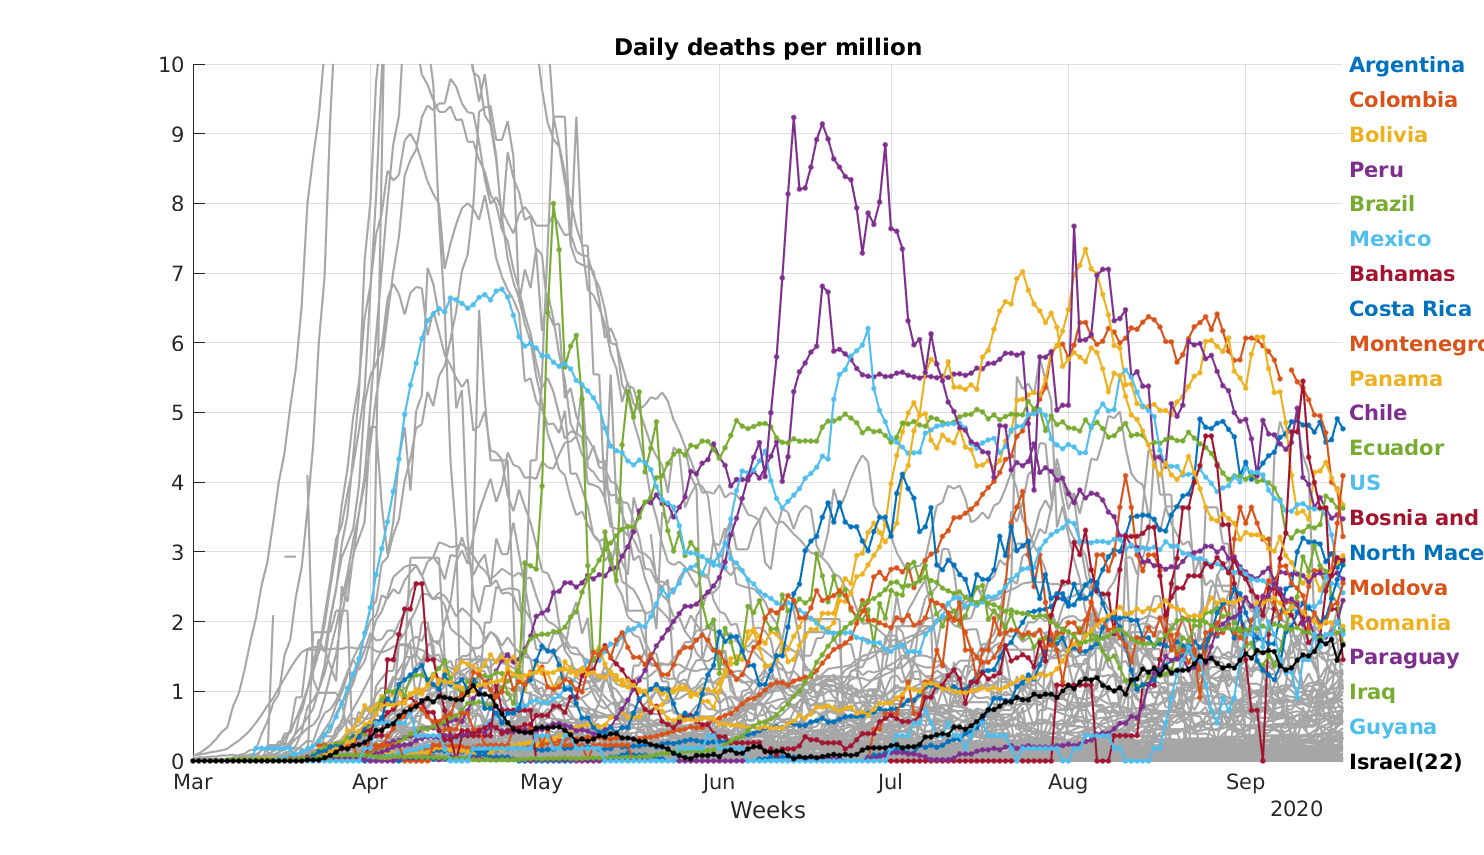 Daily deaths per million
10
9
8
7
6
5
4
3
2
1
0
Mar Apr May Jun Jul Aug Sep
Weeks
2020
Argentina
Colombia
Bolivia
Peru
Brazil
Mexico
Bahamas
Costa Rica
Montenegro
Panama
Chile
Ecuador
US
Bosnia and
North Mace
Moldova
Romania
Paraguay
Iraq
Guyana
Israel(22)